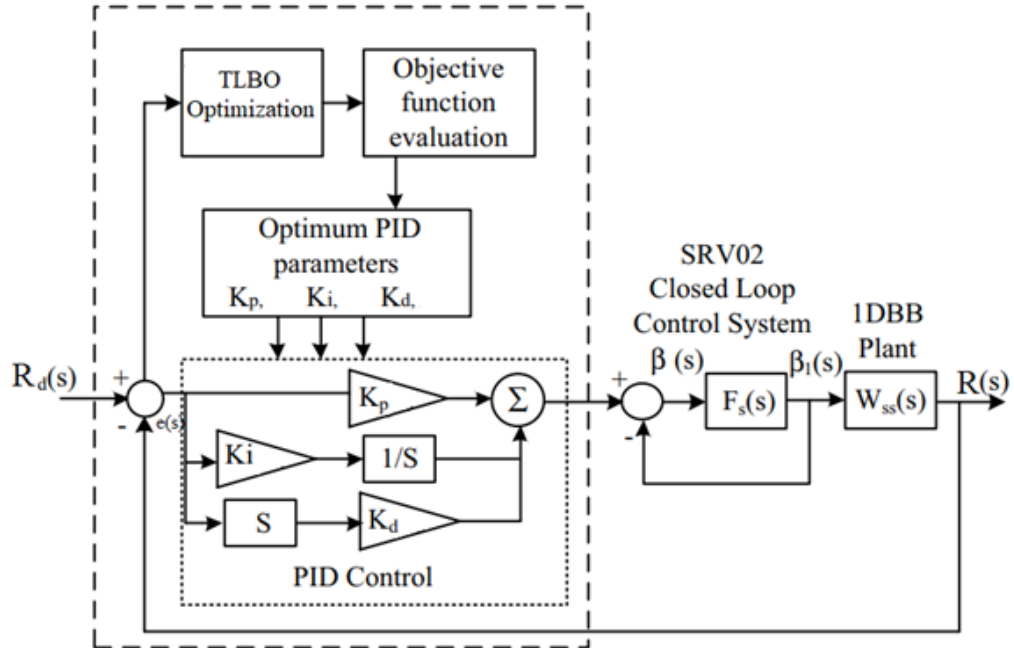 TLBO
Optimization
Objective
function
evaluation
Optimum PID
parameters
Kp, Ki, Kd,
SRV02
Closed Loop
Control System
1DBB
Plant
Rd(s)
+
-
e(s)
Kp
Σ
Ki
1/S
S
Kd
PID Control
+
-
β (s)
Fs(s)
β1(s)
Wss(s)
R(s)